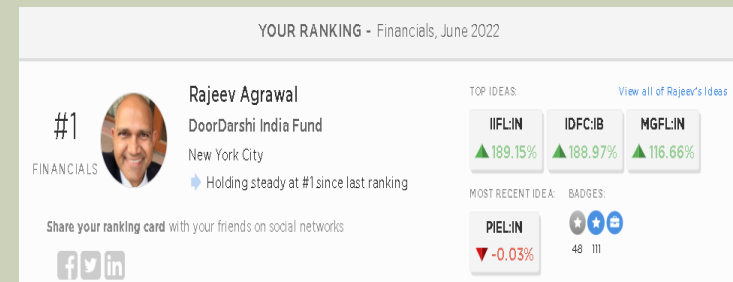 YOUR RANKING - Financials, June 2022
#1
FINANCIALS
Rajeev Agrawal
DoorDarshi India Fund
New York City
Holding steady at #1 since last ranking
Share your ranking card with your friends on social networks
f in
TOP IDEAS:
View all of Rajeev's Ideas
IIFL:IN
189.15%
IDFC:IB
188.97%
MGFL:IN
116.66%
MOST RECENT IDEA:
PIEL:IN
-0.03%
BADGES:
48 111